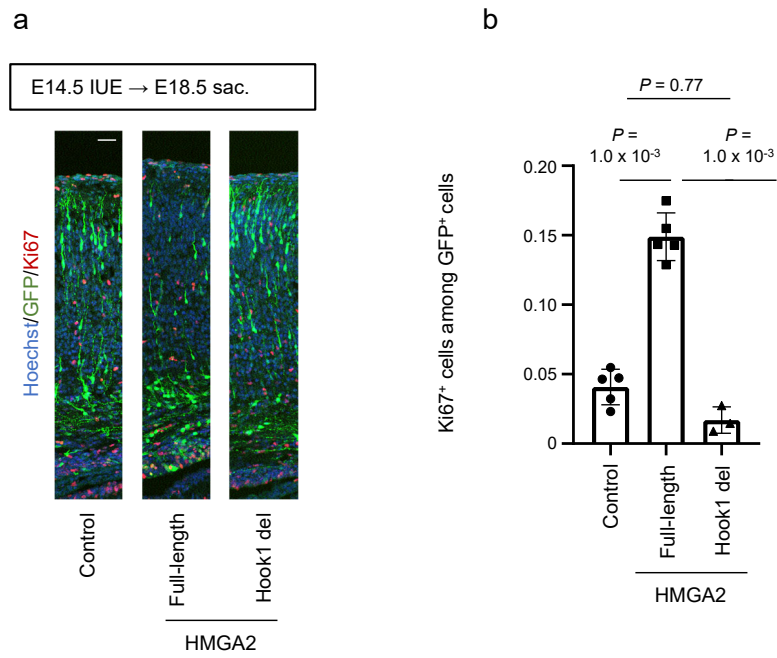 a
E14.5 IUE → E18.5 sac.
Hoechst/GFP/Ki67
Control
Full-length
Hook1 del
HMGA2
b
P = 0.77
P =
1.0 x 10-3
P =
1.0 x 10-3
Ki67+ cells among GFP+ cells
0.20
0.15
0.10
0.05
0
Control
Full-length
Hook1 del
HMGA2